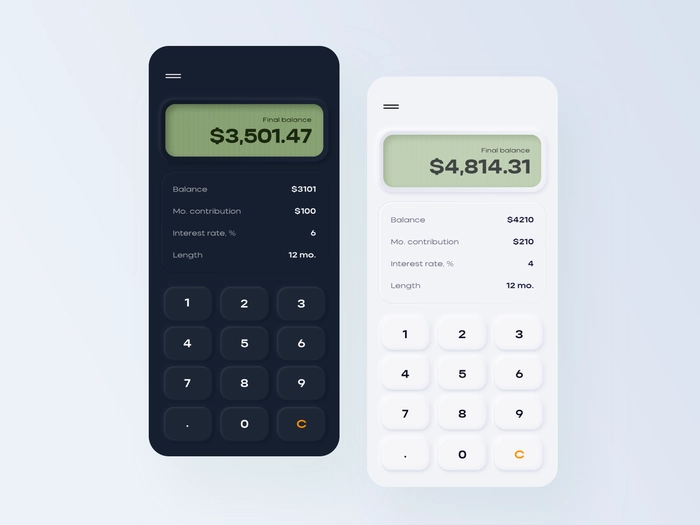 Final balance
$3,501.47
Balance $3101
Mo. contribution $100
Interest rate, % 6
Length 12 mo.
1 2 3
4 5 6
7 8 9
. 0 C
Final balance
$4,814.31
Balance $4210
Mo. contribution $210
Interest rate, % 4
Length 12 mo.
1 2 3
4 5 6
7 8 9
. 0 C